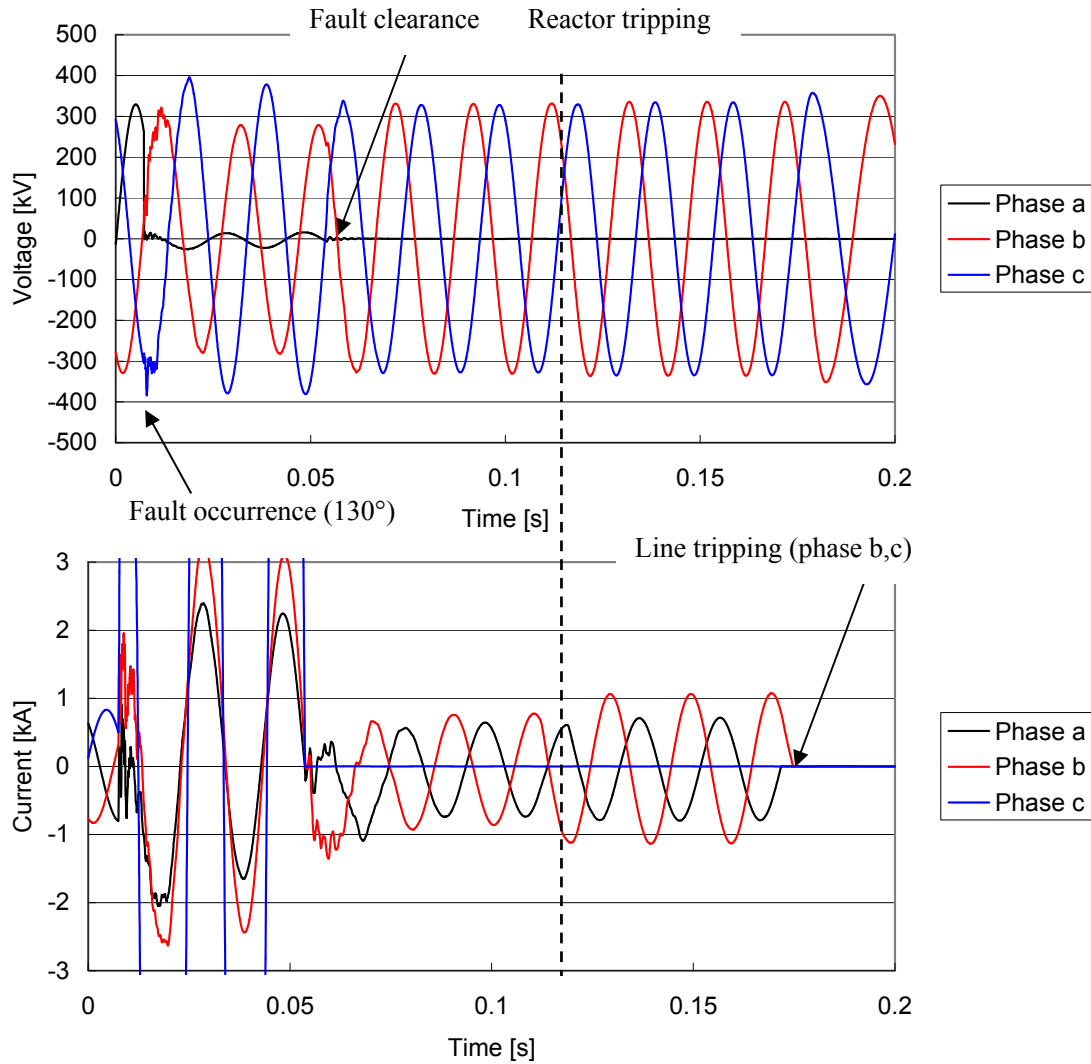 Fault clearance
Reactor tripping
500
400
300
200
100
0
-100
-200
-300
-400
-500
Voltage [kV]
0
0.05
0.1
0.15
0.2
Time [s]
Fault occurrence (130°)
Phase a
Phase b
Phase c
Line tripping (phase b,c)
3
2
1
0
-1
-2
-3
Current [kA]
0
0.05
0.1
0.15
0.2
Time [s]
Phase a
Phase b
Phase c